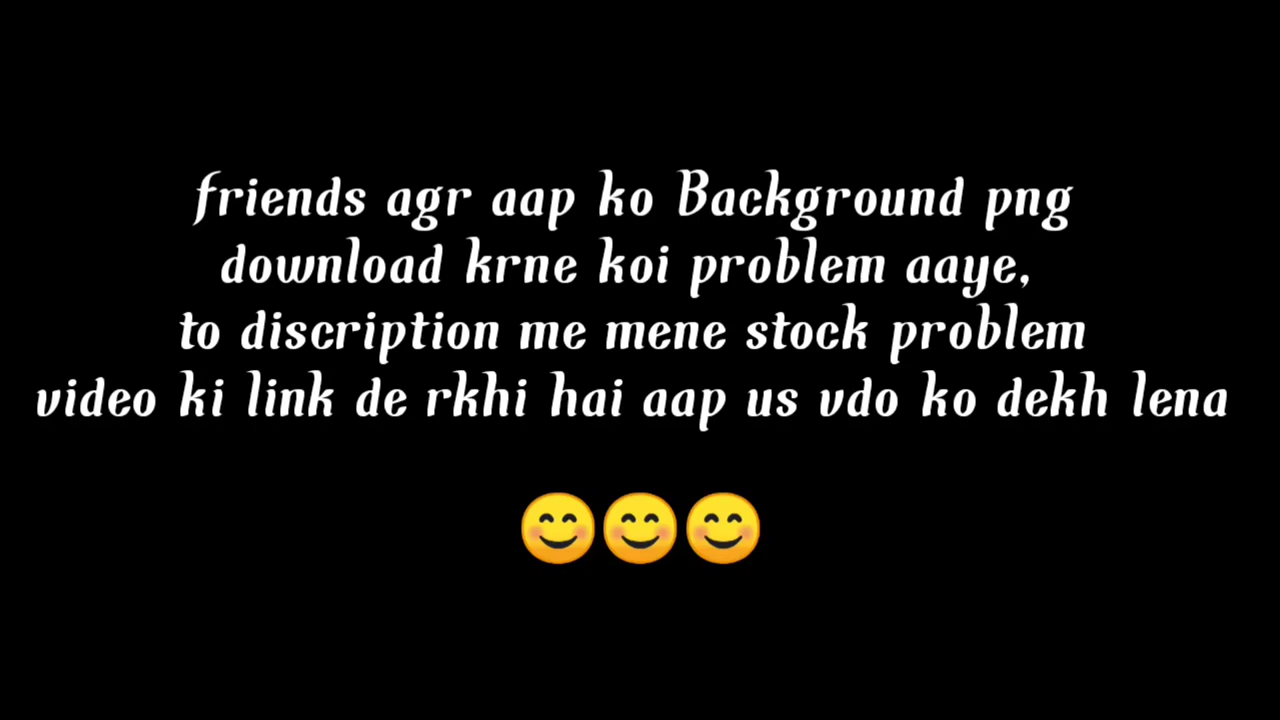 friends agr aap ko Background png
download krne koi problem aaye,
to discription me mene stock problem
video ki link de rkhi hai aap us vdo ko dekh lena
😊😊😊